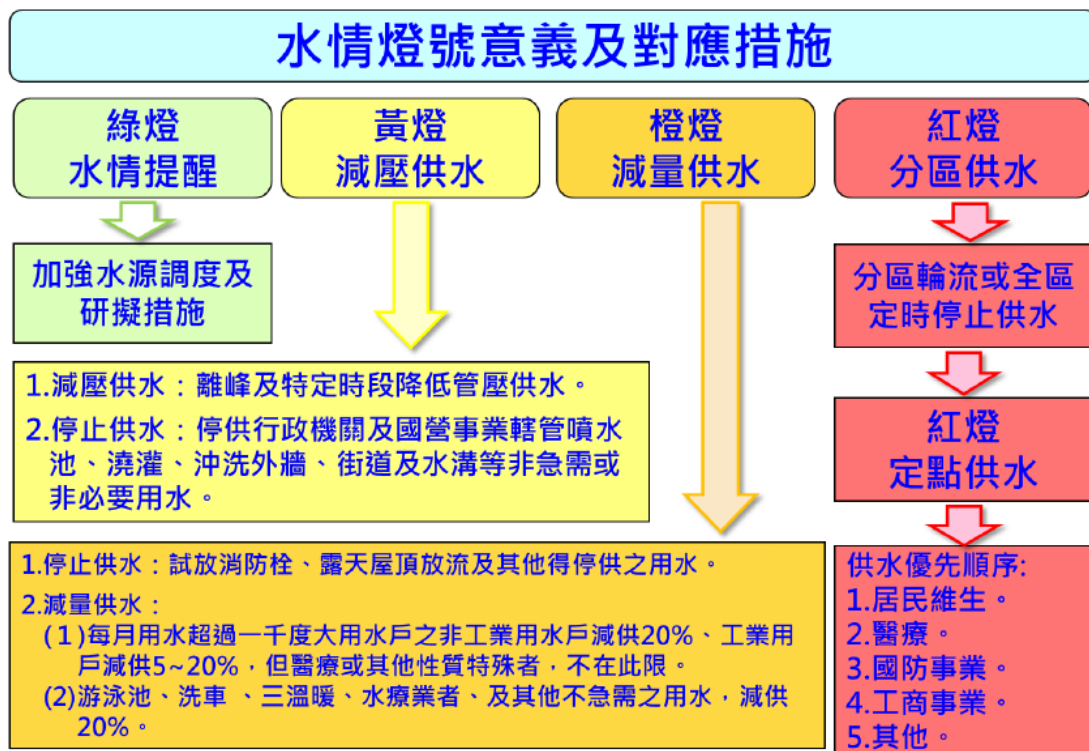 水情燈號意義及對應措施
綠燈
水情提醒
加強水源調度及
研擬措施
黃燈
減壓供水
1.減壓供水：離峰及特定時段降低管壓供水。
2.停止供水：停供行政機關及國營事業轄管噴水
池、澆灌、沖洗外牆、街道及水溝等非急需或
非必要用水。
橙燈
減量供水
1.停止供水：試放消防栓、露天屋頂放流及其他得停供之用水。
2.減量供水：
(1)每月用水超過一千度大用水戶之非工業用水戶減供20%、工業用
戶減供5~20%，但醫療或其他性質特殊者，不在此限。
(2)游泳池、洗車 、三溫暖、水療業者、及其他不急需之用水，減供
20%。
紅燈
分區供水
分區輪流或全區
定時停止供水
紅燈
定點供水
供水優先順序:
1.居民維生。
2.醫療。
3.國防事業。
4.工商事業。
5.其他。